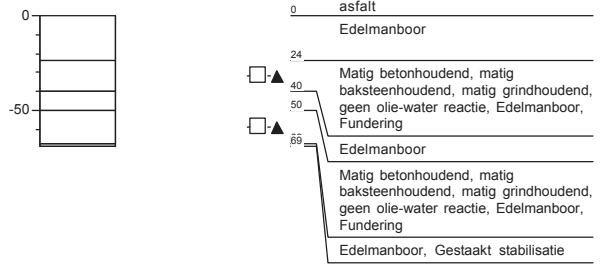 0
-50
0 asfalt
Edelmanboor
24
Matig betonhoudend, matig
baksteenhoudend, matig grindhoudend,
geen olie-water reactie, Edelmanboor,
Fundering
40
Edelmanboor
50
Matig betonhoudend, matig
baksteenhoudend, matig grindhoudend,
geen olie-water reactie, Edelmanboor,
Fundering
69
Edelmanboor, Gestaakt stabilisatie